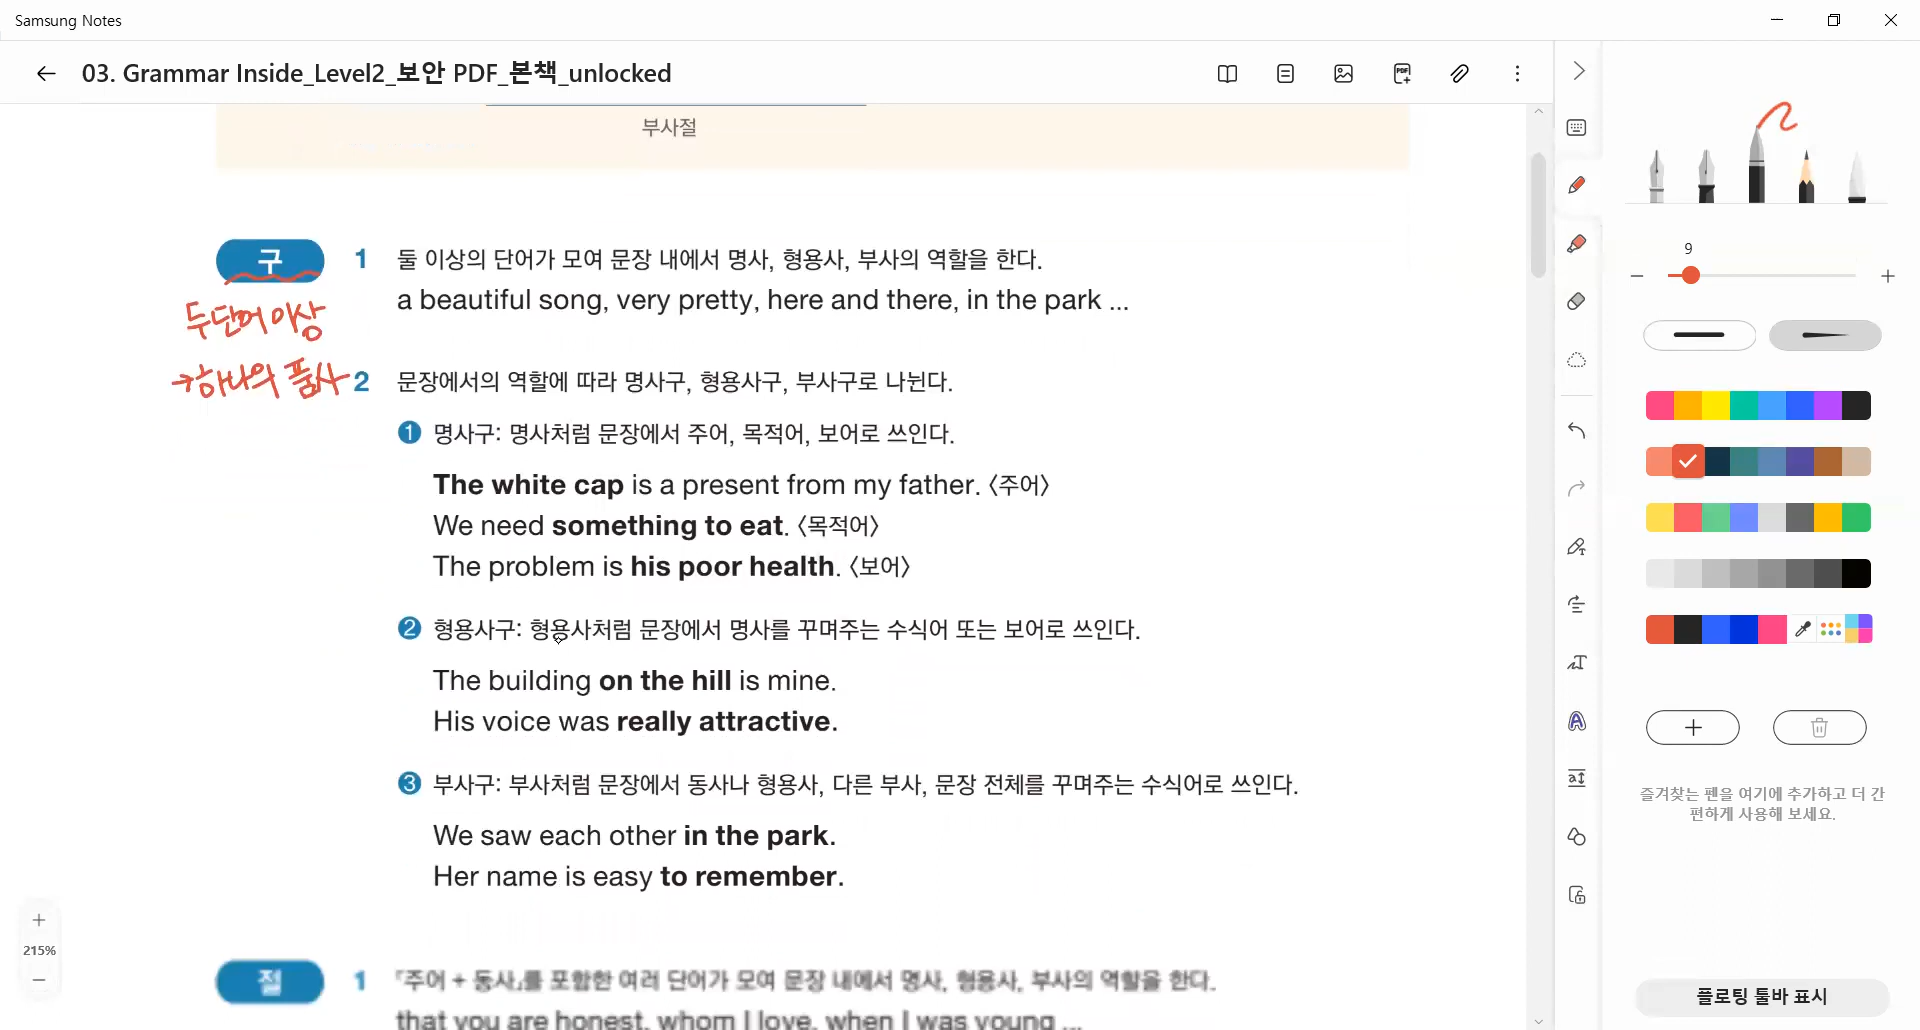 Samsung Notes
03. Grammar Inside_Level2_보안 PDF_본책_unlocked
부사절
구
1 둘 이상의 단어가 모여 문장 내에서 명사, 형용사, 부사의 역할을 한다.
a beautiful song, very pretty, here and there, in the park ...
두단어 이상
→하나의 품사
2 문장에서의 역할에 따라 명사구, 형용사구, 부사구로 나뉜다.
1 명사구: 명사처럼 문장에서 주어, 목적어, 보어로 쓰인다.
The white cap is a present from my father. 〈주어〉
We need something to eat. 〈목적어〉
The problem is his poor health. 〈보어〉
2 형용사구: 형용사처럼 문장에서 명사를 꾸며주는 수식어 또는 보어로 쓰인다.
The building on the hill is mine.
His voice was really attractive.
3 부사구: 부사처럼 문장에서 동사나 형용사, 다른 부사, 문장 전체를 꾸며주는 수식어로 쓰인다.
We saw each other in the park.
Her name is easy to remember.
절
1 「주어 + 동사」를 포함한 여러 단어가 모여 문장 내에서 명사, 형용사, 부사의 역할을 한다.
that you are honest, whom I love, when I was young ...
215%
9
즐겨찾는 펜을 여기에 추가하고 더 간
편하게 사용해 보세요.
플로팅 툴바 표시